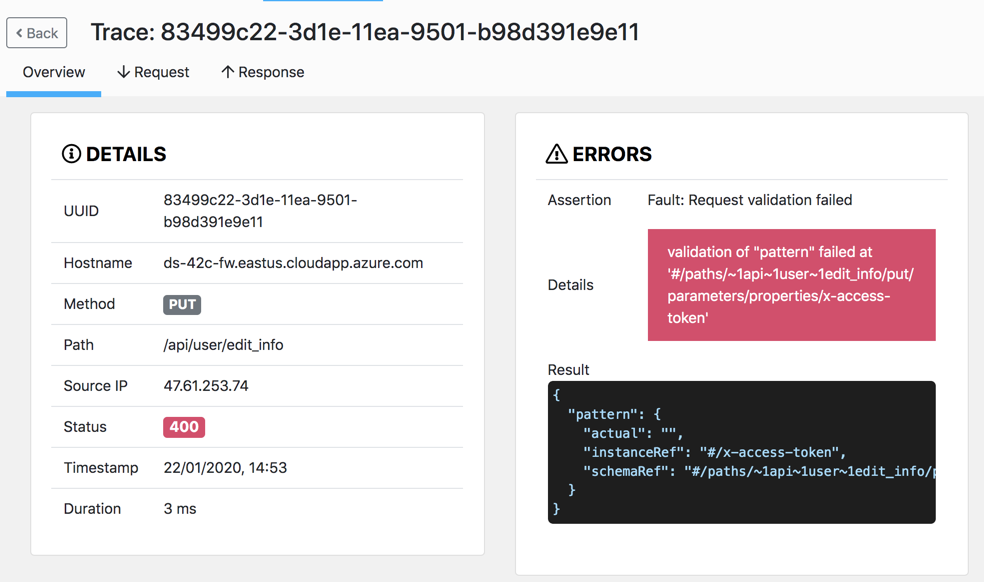 Back
Trace: 83499c22-3d1e-11ea-9501-b98d391e9e11
Overview
Request
Response
DETAILS
UUID
83499c22-3d1e-11ea-9501-
b98d391e9e11
Hostname
ds-42c-fw.eastus.cloudapp.azure.com
Method
PUT
Path
/api/user/edit_info
Source IP
47.61.253.74
Status
400
Timestamp
22/01/2020, 14:53
Duration
3 ms
ERRORS
Assertion
Fault: Request validation failed
Details
validation of "pattern" failed at
'#/paths/~1api~1user~1edit_info/put/
parameters/properties/x-access-
token'
Result
{
"pattern": {
"actual": "",
"instanceRef": "#/x-access-token",
"schemaRef": "#/paths/~1api~1user~1edit_info/p
}
}